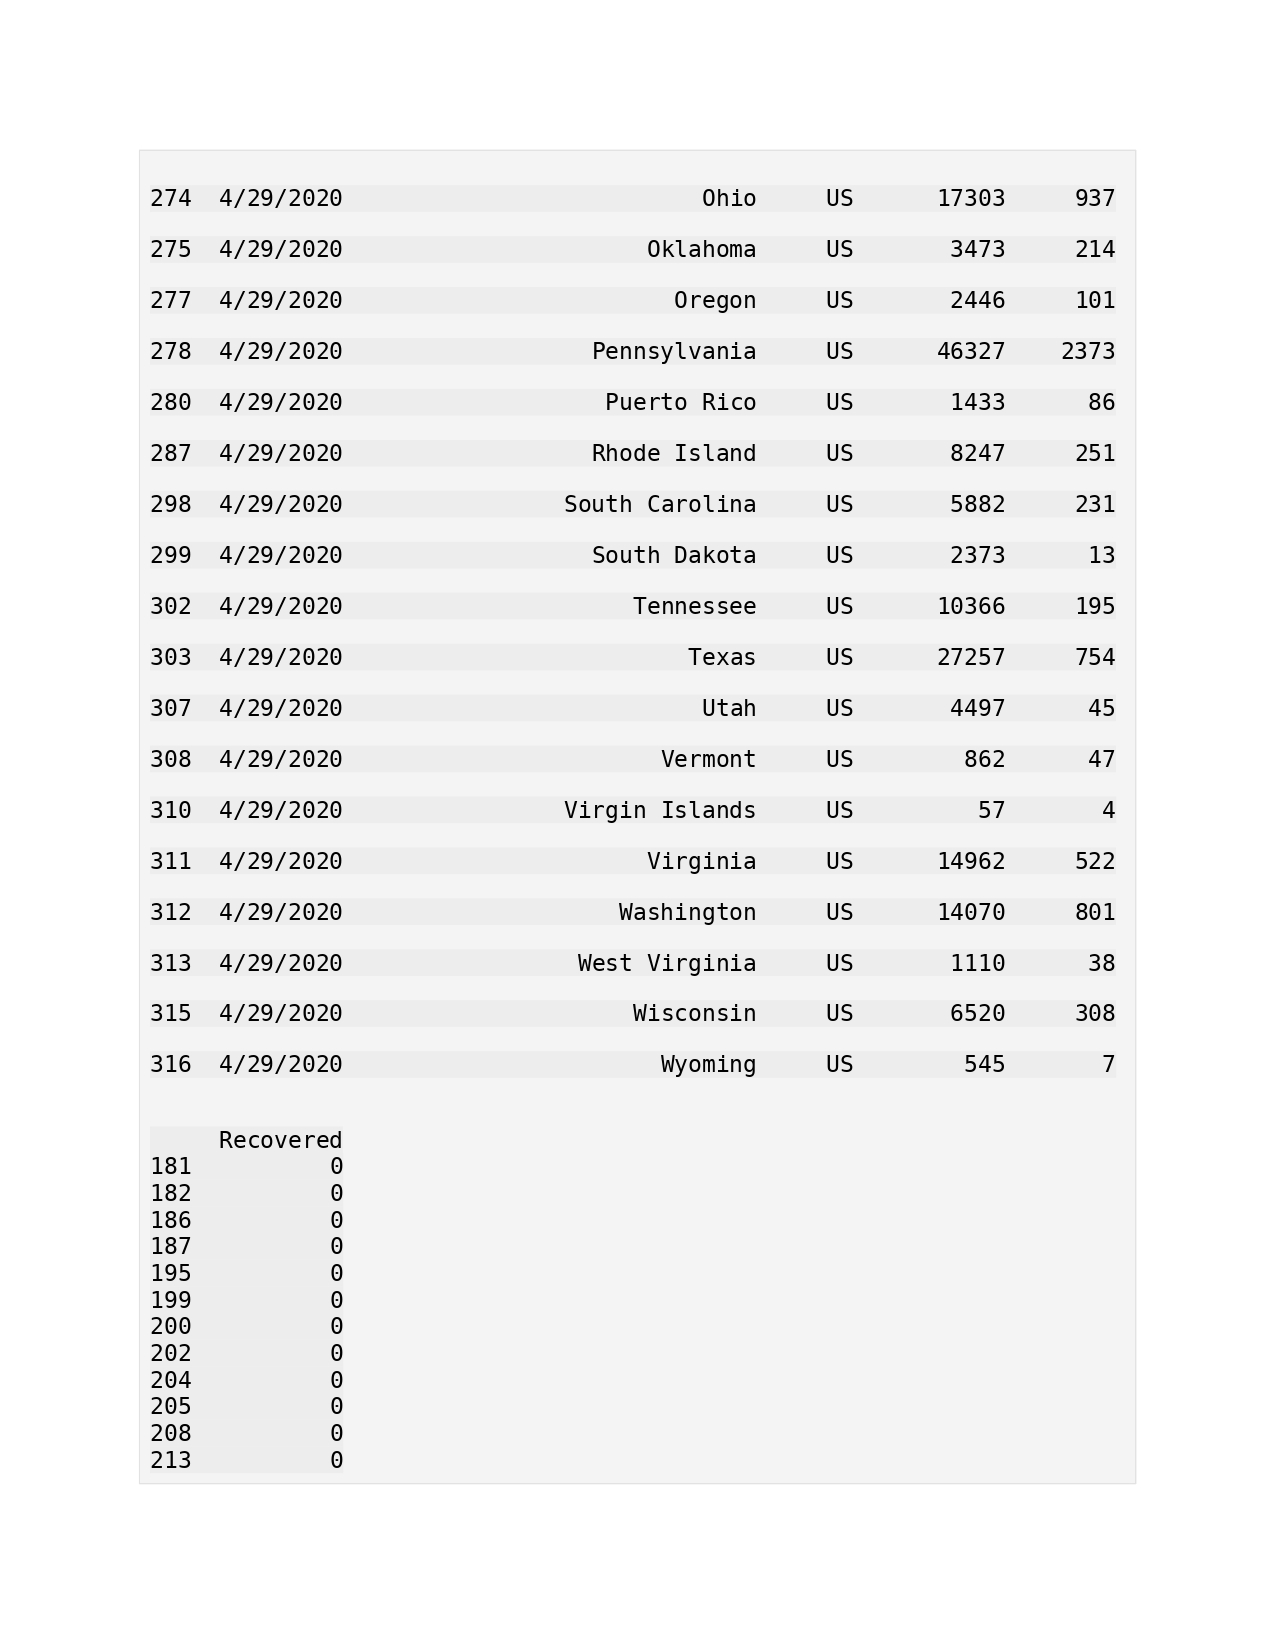 274  4/29/2020                          Ohio     US      17303     937
275  4/29/2020                      Oklahoma     US       3473     214
277  4/29/2020                        Oregon     US       2446     101
278  4/29/2020                  Pennsylvania     US      46327    2373
280  4/29/2020                   Puerto Rico     US       1433      86
287  4/29/2020                  Rhode Island     US       8247     251
298  4/29/2020                South Carolina     US       5882     231
299  4/29/2020                  South Dakota     US       2373      13
302  4/29/2020                     Tennessee     US      10366     195
303  4/29/2020                         Texas     US      27257     754
307  4/29/2020                          Utah     US       4497      45
308  4/29/2020                       Vermont     US        862      47
310  4/29/2020                Virgin Islands     US         57       4
311  4/29/2020                      Virginia     US      14962     522
312  4/29/2020                    Washington     US      14070     801
313  4/29/2020                 West Virginia     US       1110      38
315  4/29/2020                     Wisconsin     US       6520     308
316  4/29/2020                       Wyoming     US        545       7
     Recovered
181          0
182          0
186          0
187          0
195          0
199          0
200          0
202          0
204          0
205          0
208          0
213          0